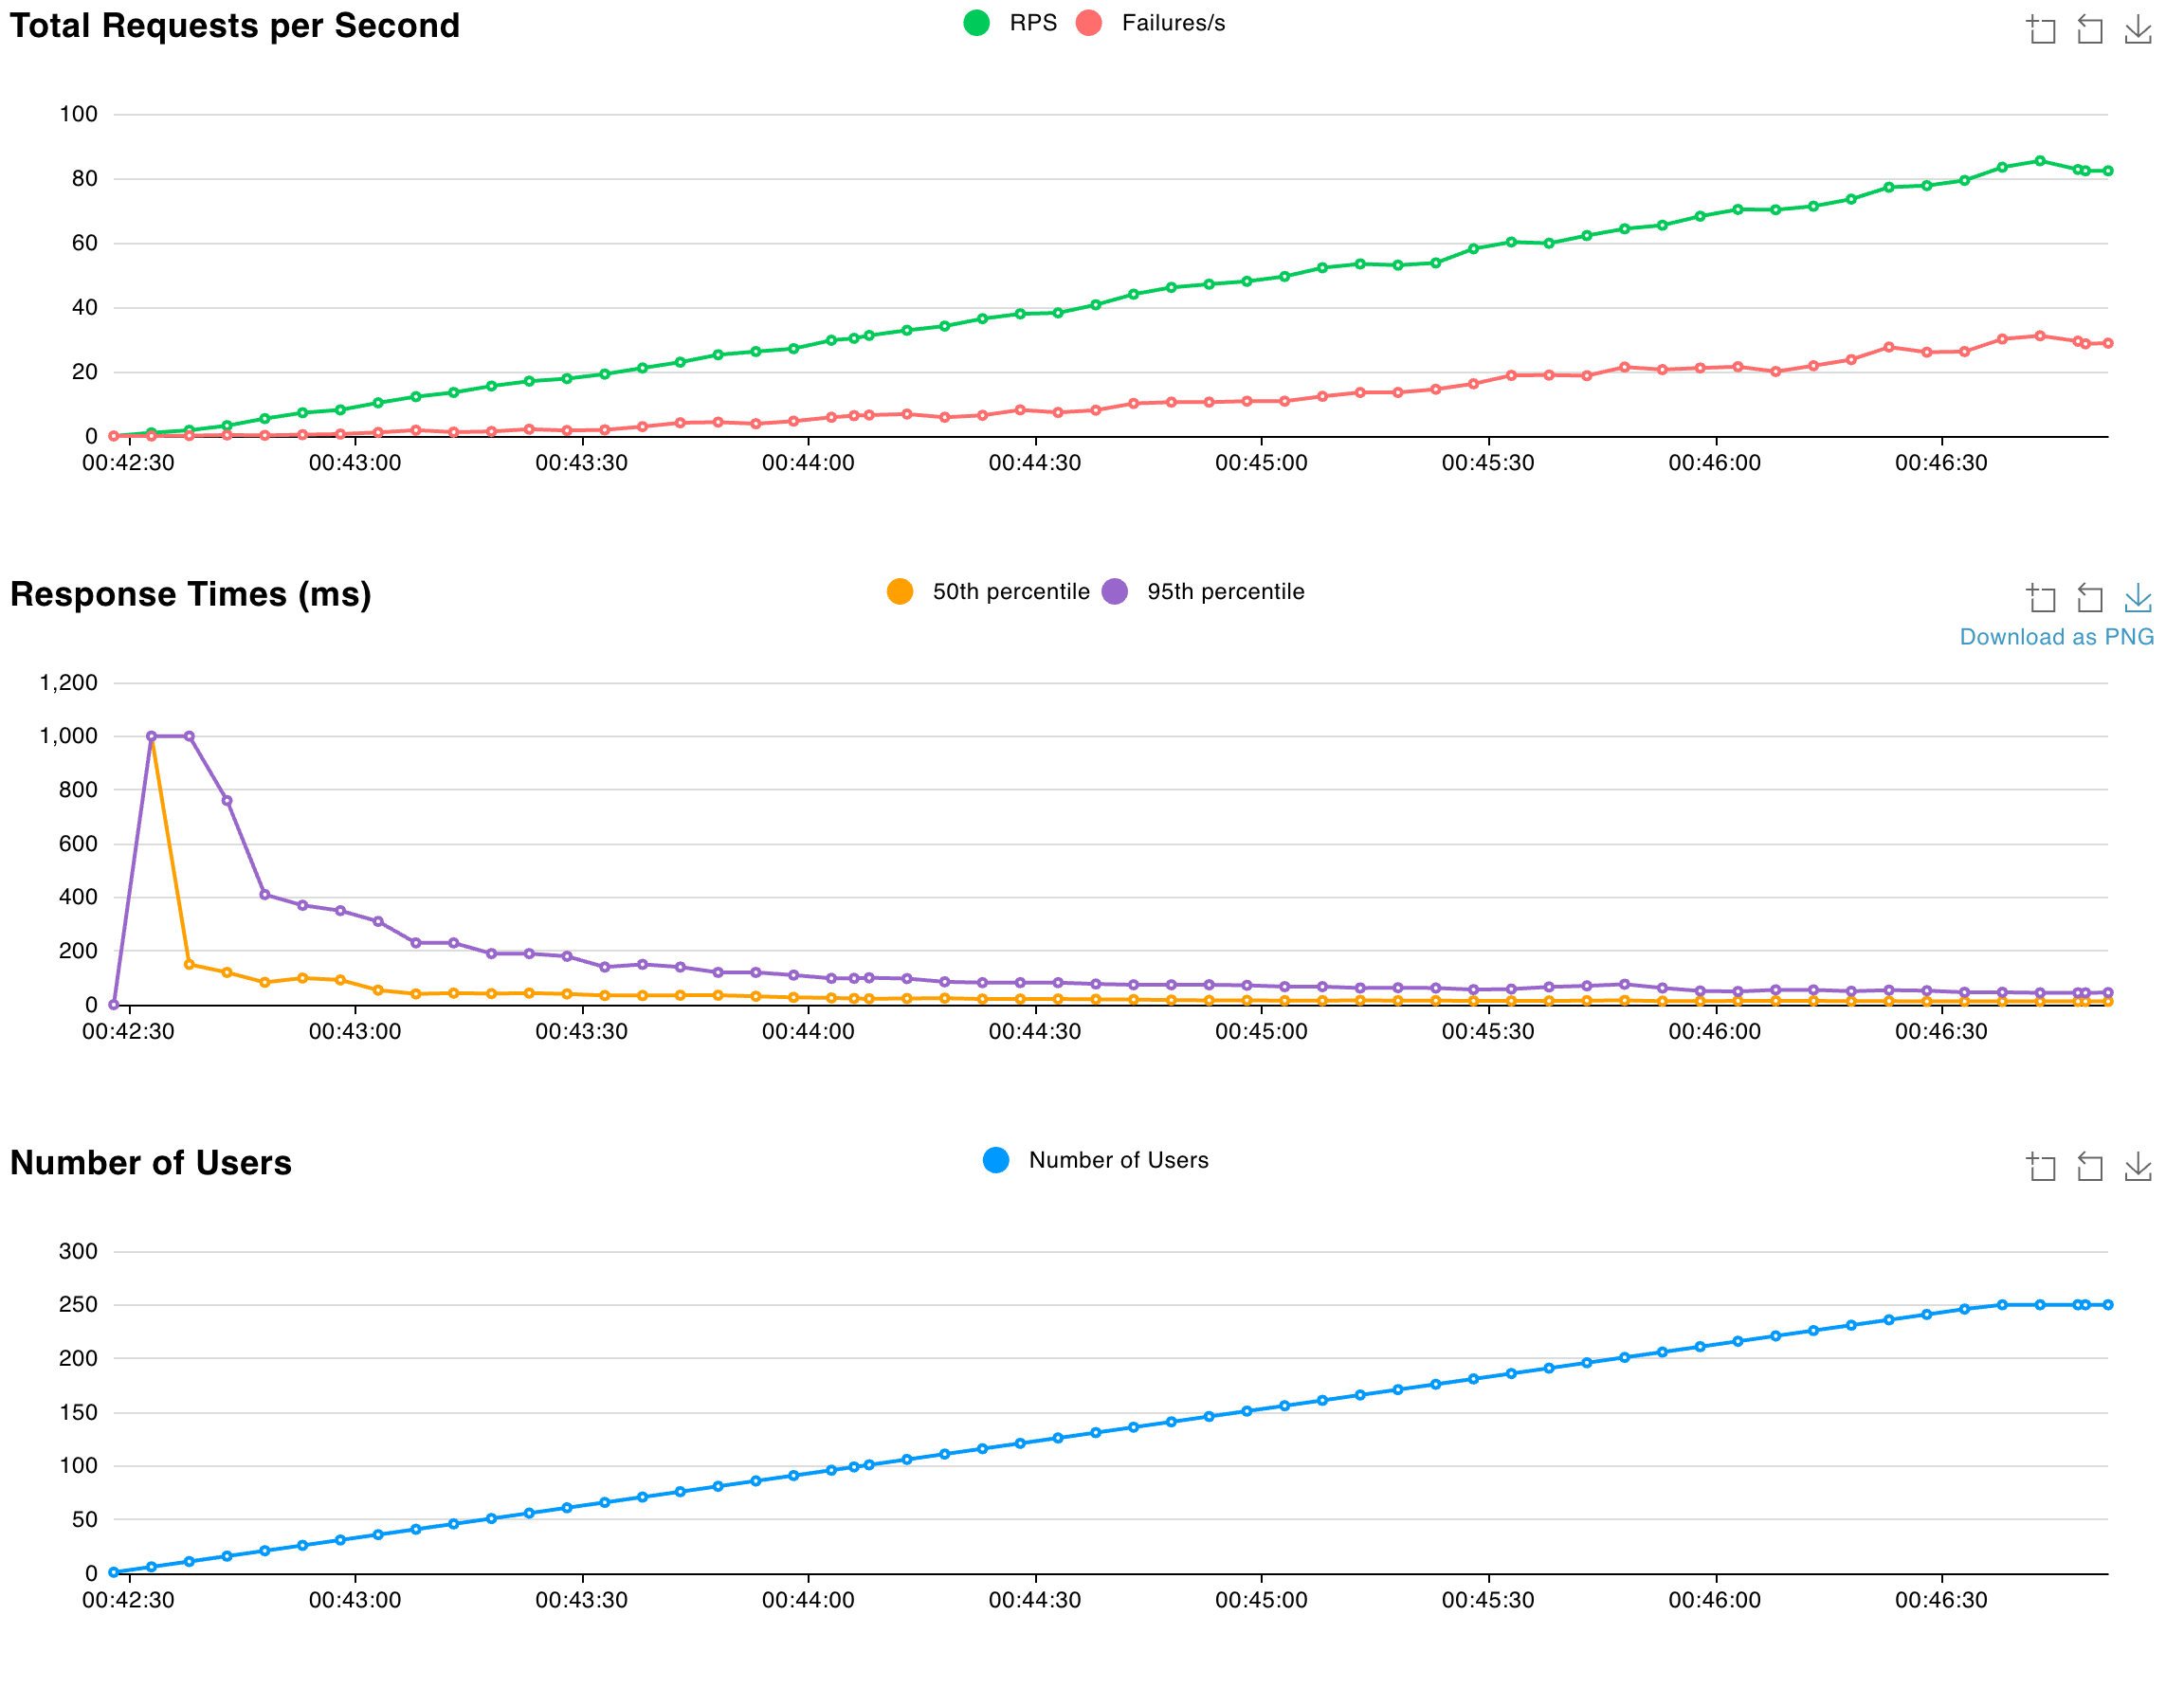 Total Requests per Second
RPS Failures/s
100
80
60
40
20
0
00:42:30 00:43:00 00:43:30 00:44:00 00:44:30 00:45:00 00:45:30 00:46:00 00:46:30
Response Times (ms)
50th percentile 95th percentile
Download as PNG
1,200
1,000
800
600
400
200
0
00:42:30 00:43:00 00:43:30 00:44:00 00:44:30 00:45:00 00:45:30 00:46:00 00:46:30
Number of Users
Number of Users
300
250
200
150
100
50
0
00:42:30 00:43:00 00:43:30 00:44:00 00:44:30 00:45:00 00:45:30 00:46:00 00:46:30